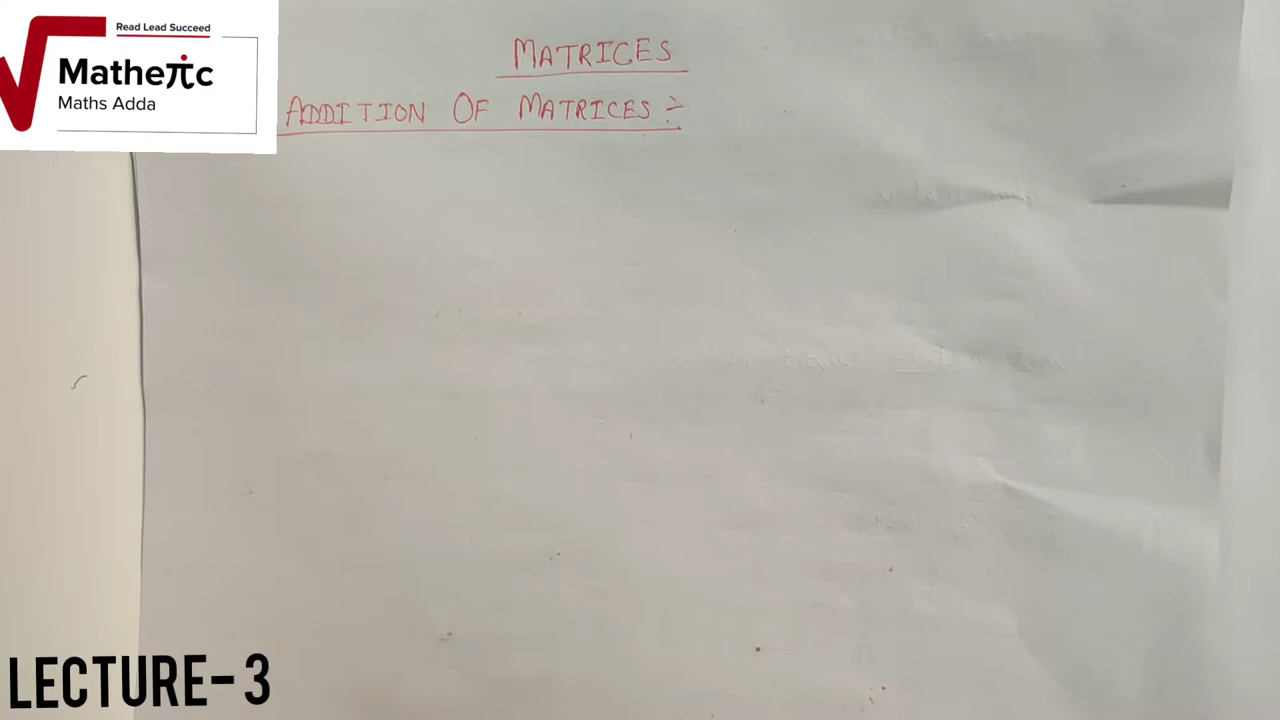 Read Lead Succeed
Matheπc
Maths Adda
MATRICES
ADDITION OF MATRICES :-
LECTURE-3